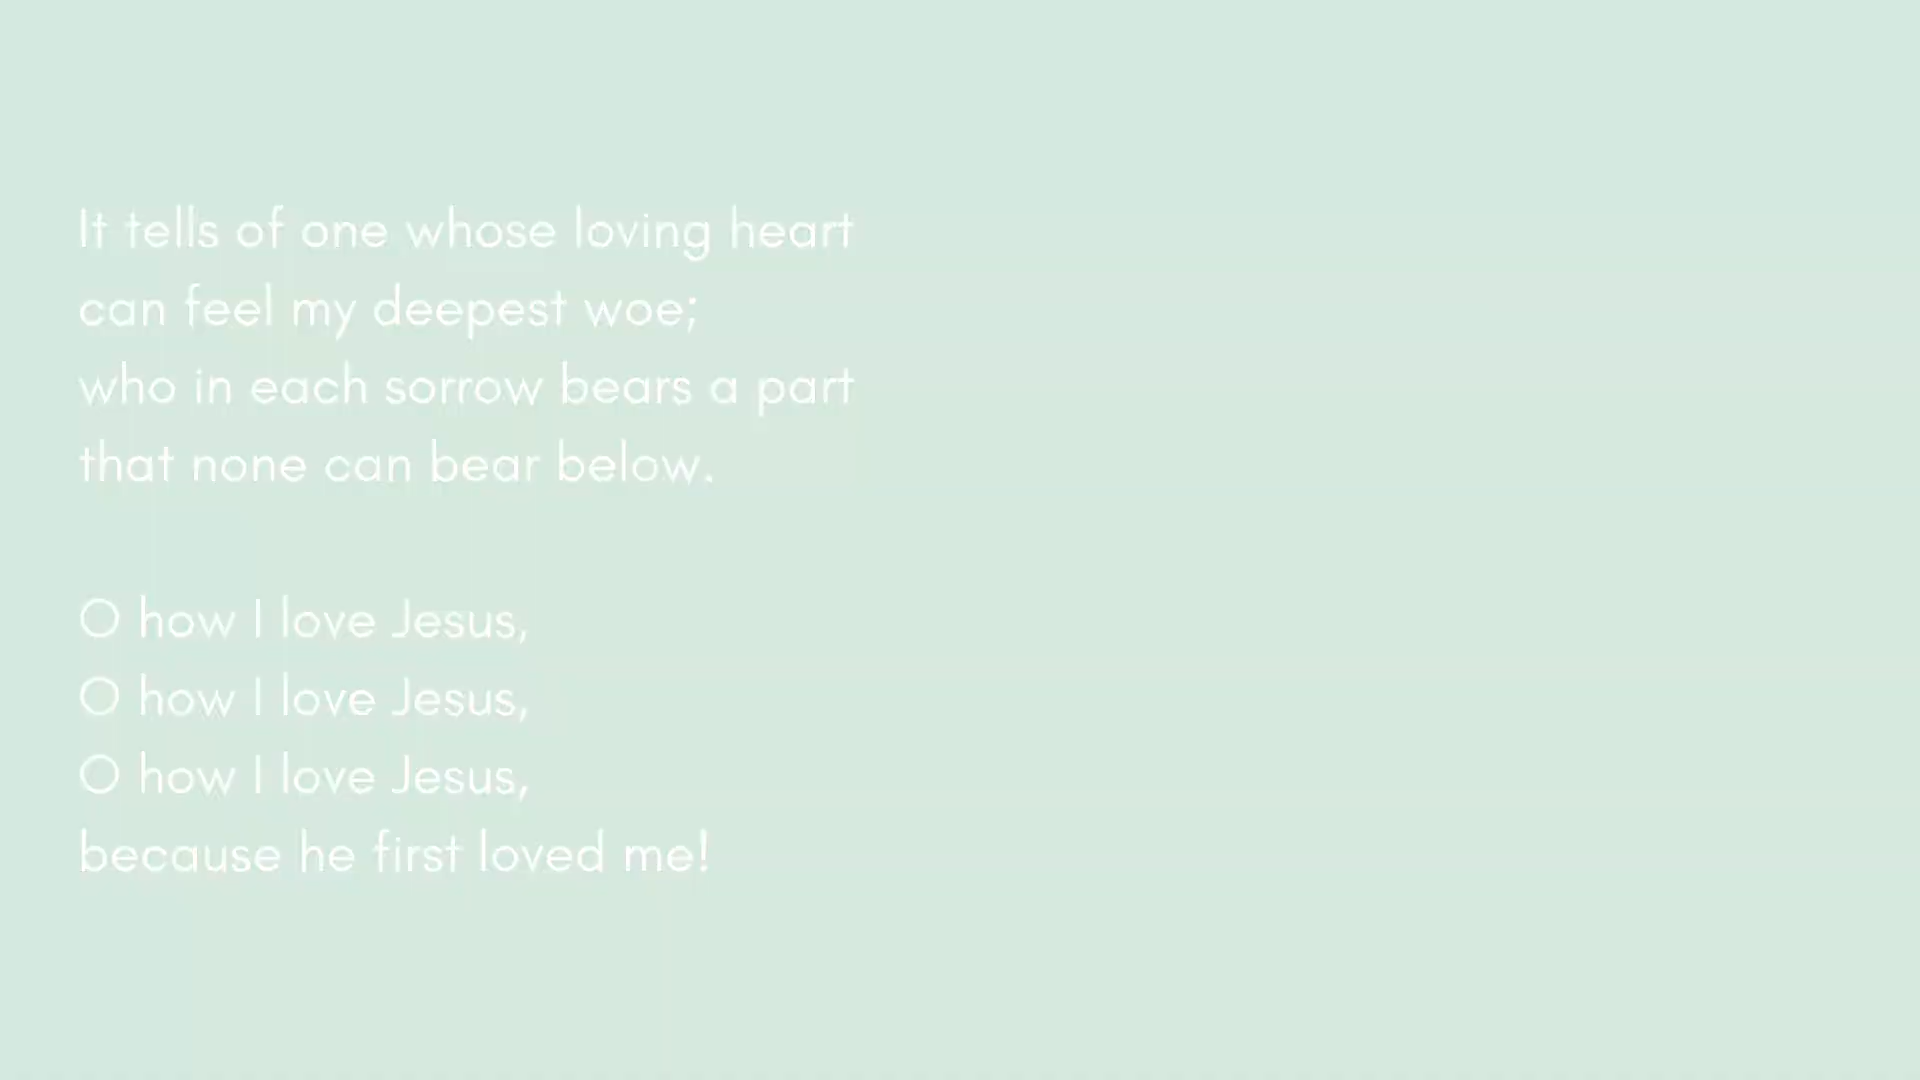 It tells of one whose loving heart
can feel my deepest woe;
who in each sorrow bears a part
that none can bear below.
O how I love Jesus,
O how I love Jesus,
O how I love Jesus,
because he first loved me!